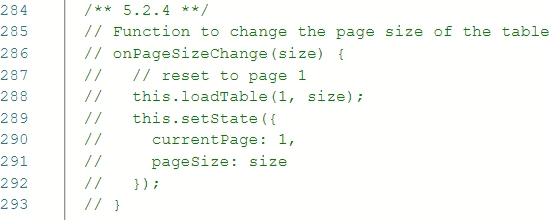 284 /** 5.2.4 **/
285 // Function to change the page size of the table
286 // onPageSizeChange(size) {
287 //   // reset to page 1
288 //   this.loadTable(1, size);
289 //   this.setState({
290 //     currentPage: 1,
291 //     pageSize: size
292 //   });
293 // }